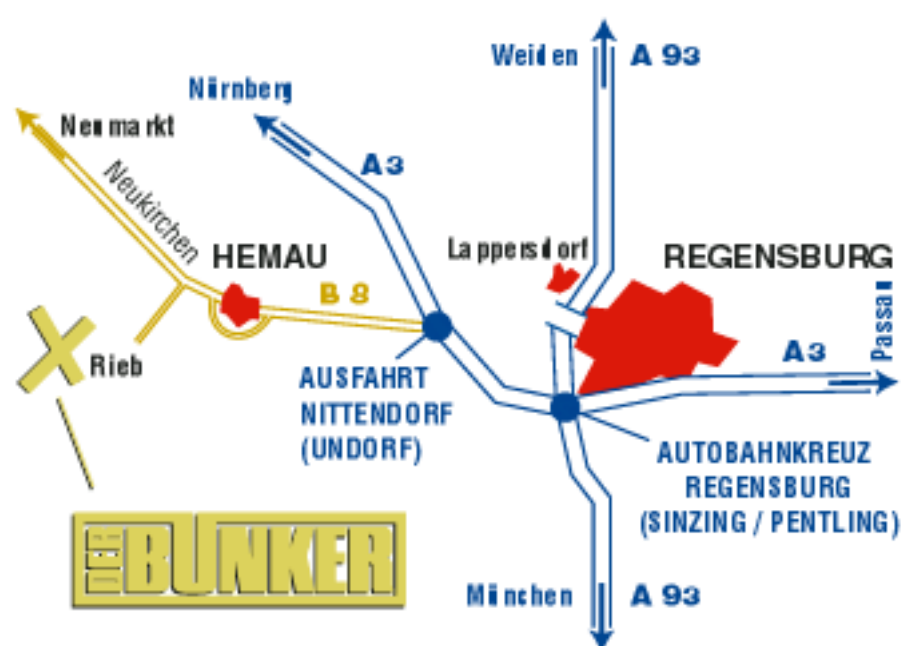 Weiden
A 93
Nürnberg
Neumarkt
A3
Neukirchen
HEMAU
Lappersdorf
REGENSBURG
B 8
Passau
Rieb
A3
AUSFAHRT
NITTENDORF
(UNDORF)
AUTOBAHNKREUZ
REGENSBURG
(SINZING / PENTLING)
DER BUNKER
München
A 93